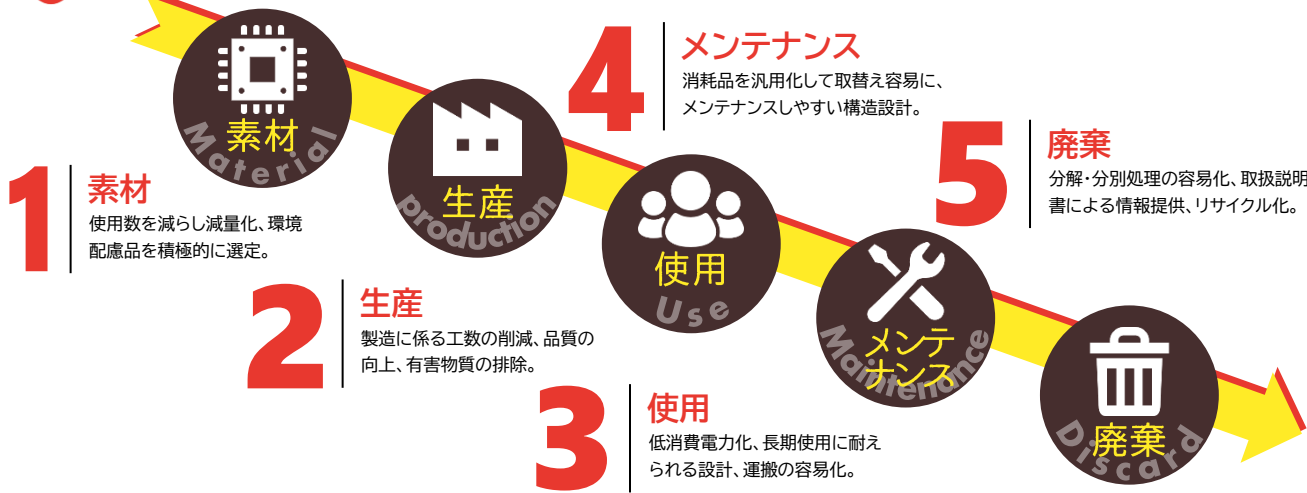 素材
Material
生産
production
使用
Use
メンテ
ナンス
Maintenance
廃棄
Discard
1
素材
使用数を減らし減量化、環境
配慮品を積極的に選定。
2
生産
製造に係る工数の削減、品質の
向上、有害物質の排除。
3
使用
低消費電力化、長期使用に耐え
られる設計、運搬の容易化。
4
メンテナンス
消耗品を汎用化して取替え容易に、
メンテナンスしやすい構造設計。
5
廃棄
分解・分別処理の容易化、取扱説明
書による情報提供、リサイクル化。